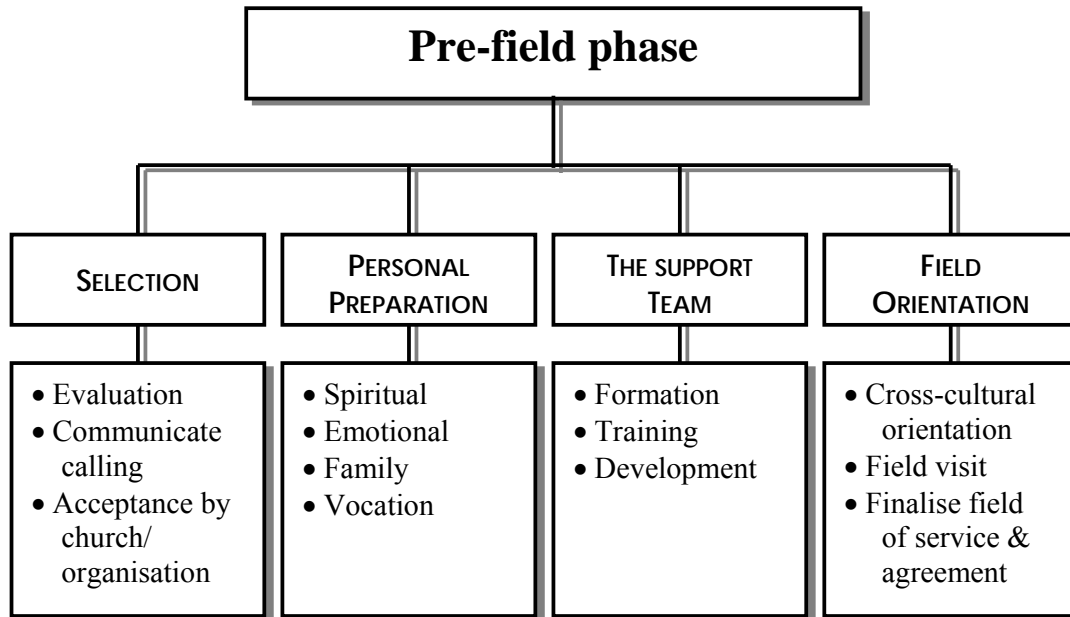 Pre-field phase
SELECTION
PERSONAL
PREPARATION
THE SUPPORT
TEAM
FIELD
ORIENTATION
• Evaluation
• Communicate
calling
• Acceptance by
church/
organisation
• Spiritual
• Emotional
• Family
• Vocation
• Formation
• Training
• Development
• Cross-cultural
orientation
• Field visit
• Finalise field
of service &
agreement